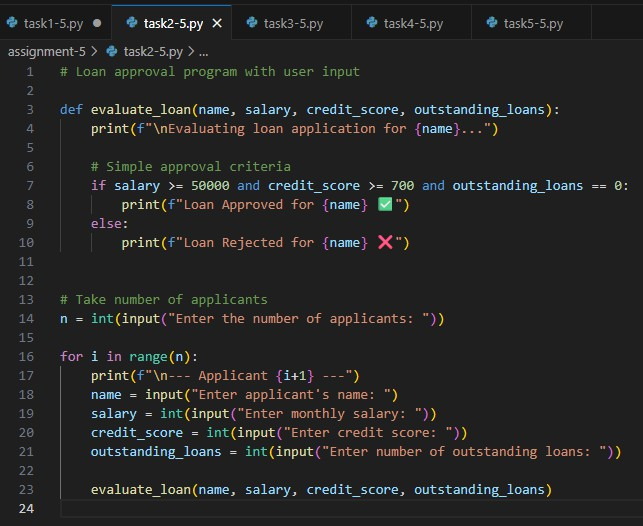 task1-5.py
task2-5.py
task3-5.py
task4-5.py
task5-5.py
assignment-5 > task2-5.py > ...
1 # Loan approval program with user input
2
3 def evaluate_loan(name, salary, credit_score, outstanding_loans):
4     print(f"\nEvaluating loan application for {name}...")
5
6     # Simple approval criteria
7     if salary >= 50000 and credit_score >= 700 and outstanding_loans == 0:
8         print(f"Loan Approved for {name} ✅")
9     else:
10         print(f"Loan Rejected for {name} ❌")
11
12
13 # Take number of applicants
14 n = int(input("Enter the number of applicants: "))
15
16 for i in range(n):
17     print(f"\n--- Applicant {i+1} ---")
18     name = input("Enter applicant's name: ")
19     salary = int(input("Enter monthly salary: "))
20     credit_score = int(input("Enter credit score: "))
21     outstanding_loans = int(input("Enter number of outstanding loans: "))
22
23     evaluate_loan(name, salary, credit_score, outstanding_loans)
24